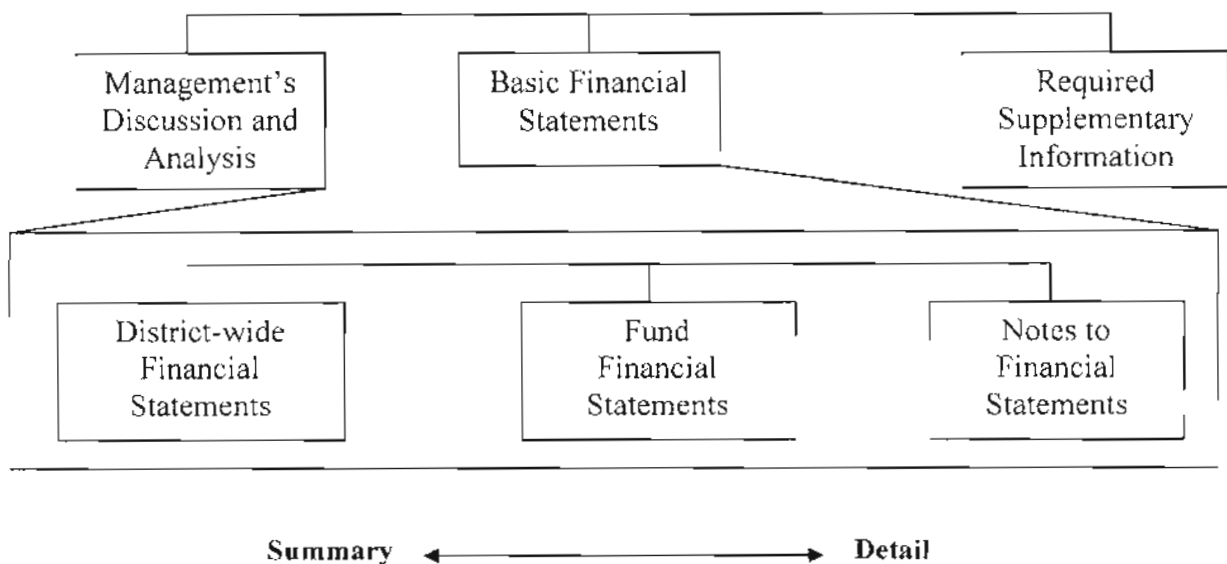 Management's
Discussion and
Analysis
Basic Financial
Statements
Required
Supplementary
Information
District-wide
Financial
Statements
Fund
Financial
Statements
Notes to
Financial
Statements
Summary
Detail